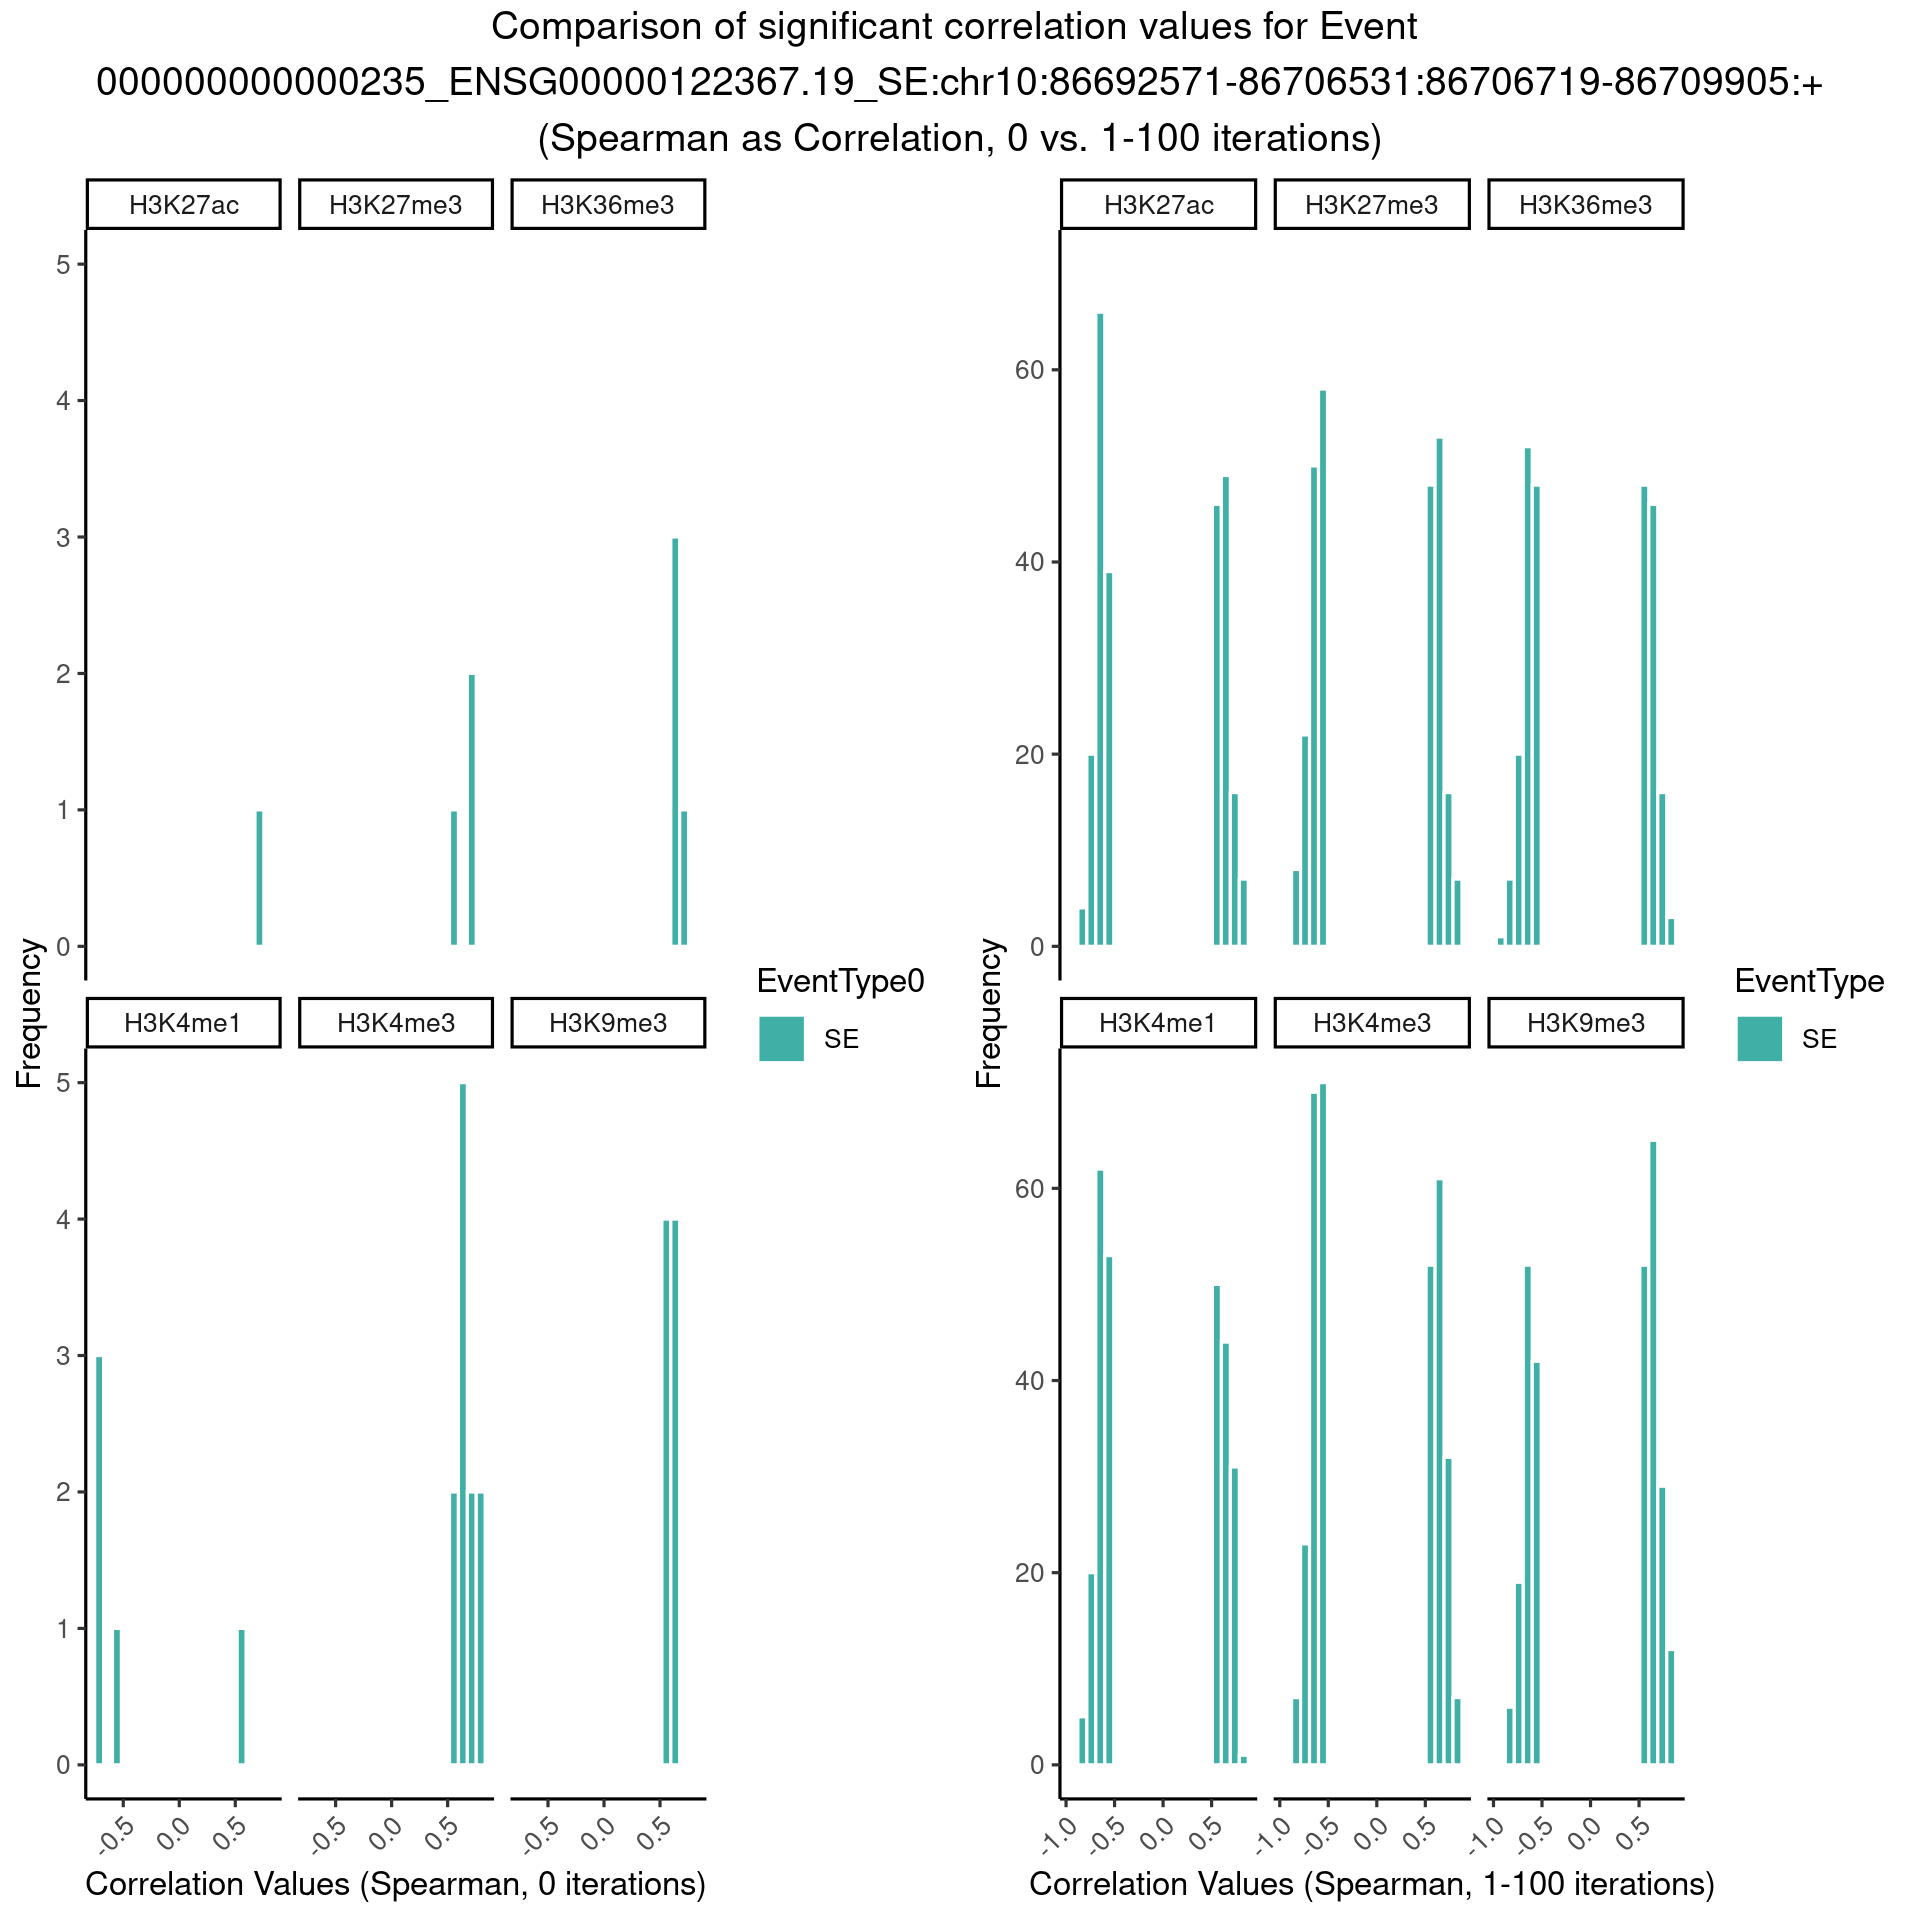 Comparison of significant correlation values for Event
000000000000235_ENSG00000122367.19_SE:chr10:86692571-86706531:86706719-86709905:+
(Spearman as Correlation, 0 vs. 1-100 iterations)
H3K27ac
H3K27me3
H3K36me3
5
4
3
2
1
0
H3K4me1
H3K4me3
H3K9me3
5
4
3
2
1
0
-0.5
0.0
0.5
-0.5
0.0
0.5
-0.5
0.0
0.5
Frequency
Correlation Values (Spearman, 0 iterations)
EventType0
SE
H3K27ac
H3K27me3
H3K36me3
60
40
20
0
H3K4me1
H3K4me3
H3K9me3
60
40
20
0
-1.0
-0.5
0.0
0.5
-1.0
-0.5
0.0
0.5
-1.0
-0.5
0.0
0.5
Frequency
Correlation Values (Spearman, 1-100 iterations)
EventType
SE